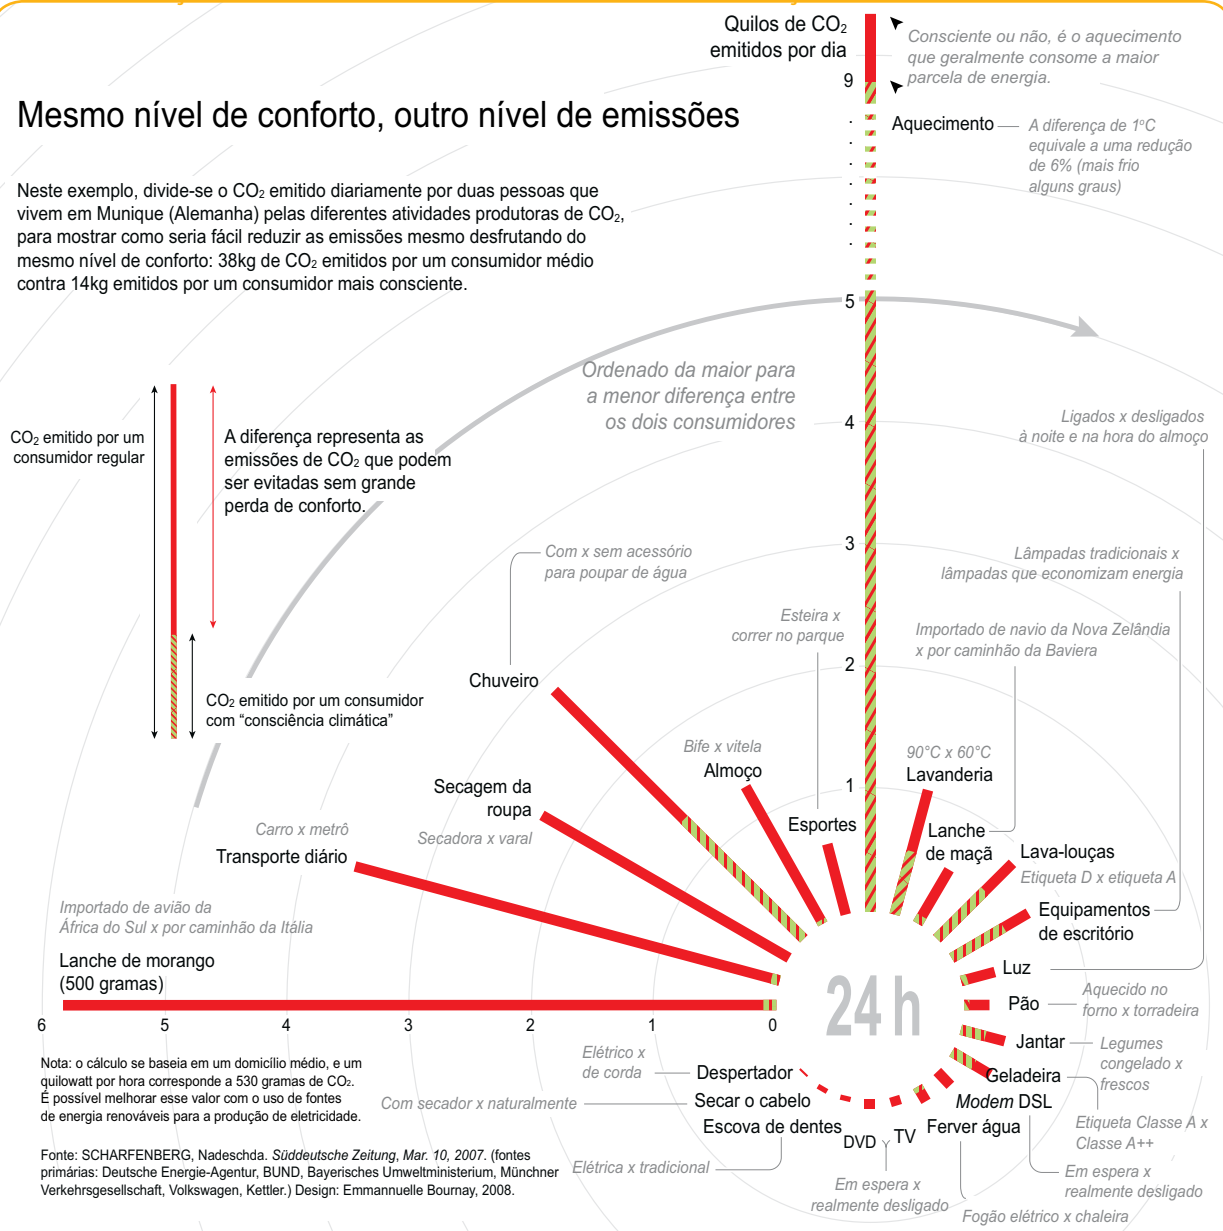 Quilos de CO2
emitidos por dia
Consciente ou não, é o aquecimento
que geralmente consome a maior
parcela de energia.
9
Mesmo nível de conforto, outro nível de emissões
Aquecimento
A diferença de 1°C
equivale a uma redução
de 6% (mais frio
alguns graus)
Neste exemplo, divide-se o CO2 emitido diariamente por duas pessoas que
vivem em Munique (Alemanha) pelas diferentes atividades produtoras de CO2,
para mostrar como seria fácil reduzir as emissões mesmo desfrutando do
mesmo nível de conforto: 38kg de CO2 emitidos por um consumidor médio
contra 14kg emitidos por um consumidor mais consciente.
5
Ordenado da maior para
a menor diferença entre
os dois consumidores
4
Ligados x desligados
à noite e na hora do almoço
CO2 emitido por um
consumidor regular
A diferença representa as
emissões de CO2 que podem
ser evitadas sem grande
perda de conforto.
3
Com x sem acessório
para poupar de água
Lâmpadas tradicionais x
lâmpadas que economizam energia
Esteira x
correr no parque
Importado de navio da Nova Zelândia
x por caminhão da Baviera
2
Chuveiro
CO2 emitido por um consumidor
com “consciência climática”
Bife x vitela
Almoço
90°C x 60°C
Lavanderia
1
Secagem da
roupa
Secadora x varal
Esportes
Lanche
de maçã
Carro x metrô
Transporte diário
Lava-louças
Etiqueta D x etiqueta A
Importado de avião da
África do Sul x por caminhão da Itália
Equipamentos
de escritório
Lanche de morango
(500 gramas)
Luz
24 h
Pão
Aquecido no
forno x torradeira
6 5 4 3 2 1 0
Jantar
Legumes
congelado x
frescos
Nota: o cálculo se baseia em um domicílio médio, e um
quilowatt por hora corresponde a 530 gramas de CO2.
É possível melhorar esse valor com o uso de fontes
de energia renováveis para a produção de eletricidade.
Elétrico x
de corda
Despertador
Geladeira
Com secador x naturalmente
Secar o cabelo
Modem DSL
Etiqueta Classe A x
Classe A++
Escova de dentes
DVD
TV
Ferver água
Fonte: SCHARFENBERG, Nadeschda. Süddeutsche Zeitung, Mar. 10, 2007. (fontes
primárias: Deutsche Energie-Agentur, BUND, Bayerisches Umweltministerium, Münchner
Verkehrsgesellschaft, Volkswagen, Kettler.) Design: Emmannuelle Bournay, 2008.
Elétrica x tradicional
Em espera x
realmente desligado
Em espera x
realmente desligado
Fogão elétrico x chaleira